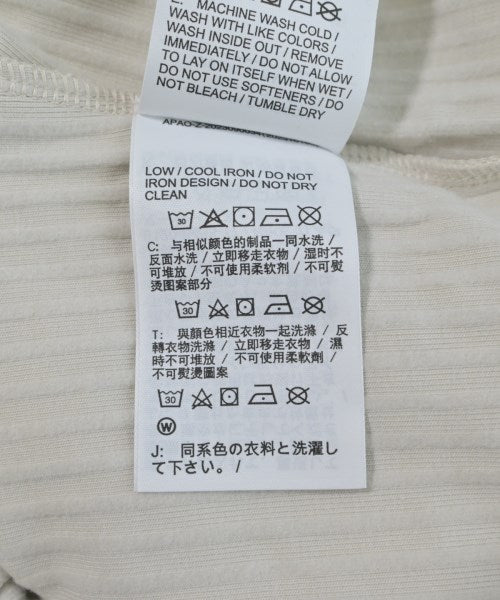 E: MACHINE WASH COLD /
WASH WITH LIKE COLORS /
WASH INSIDE OUT / REMOVE
IMMEDIATELY / DO NOT ALLOW
TO LAY ON ITSELF WHEN WET /
DO NOT USE SOFTENERS / DO
NOT BLEACH / TUMBLE DRY
LOW / COOL IRON / DO NOT
IRON DESIGN / DO NOT DRY
CLEAN
30
C: 与相似颜色的制品一同水洗 /
反面水洗 / 立即移走衣物 / 湿时不
可堆放 / 不可使用柔软剂 / 不可熨
烫图案部分
30
T: 與顏色相近衣物一起洗滌 / 反
轉衣物洗滌 / 立即移走衣物 / 濕
時不可堆放 / 不可使用柔軟劑 /
不可熨燙圖案
30
W
J: 同系色の衣料と洗濯し
て下さい。/